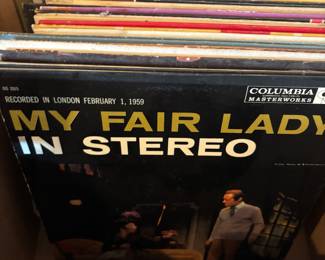 COLUMBIA
MASTERWORKS
RECORDED IN LONDON FEBRUARY 1, 1959
MY FAIR LADY
IN STEREO